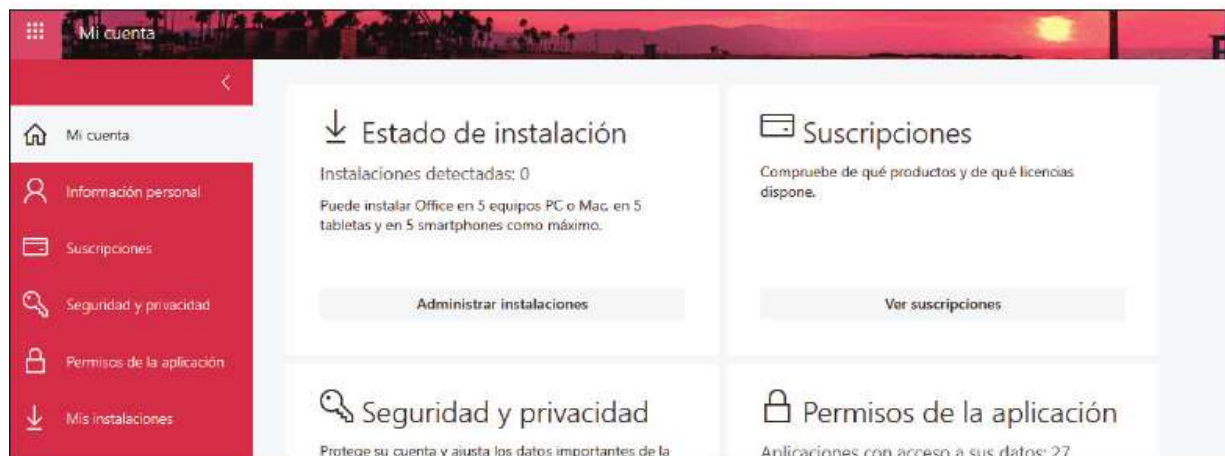 Mi cuenta
Mi cuenta
Información personal
Suscripciones
Seguridad y privacidad
Permisos de la aplicación
Mis instalaciones
Estado de instalación
Instalaciones detectadas: 0
Puede instalar Office en 5 equipos PC o Mac, en 5
tabletas y en 5 smartphones como máximo.
Administrar instalaciones
Suscripciones
Compruebe de qué productos y de qué licencias
dispone.
Ver suscripciones
Seguridad y privacidad
Protege su cuenta y ajusta los datos importantes de la
Permisos de la aplicación
Aplicaciones con acceso a sus datos: 27